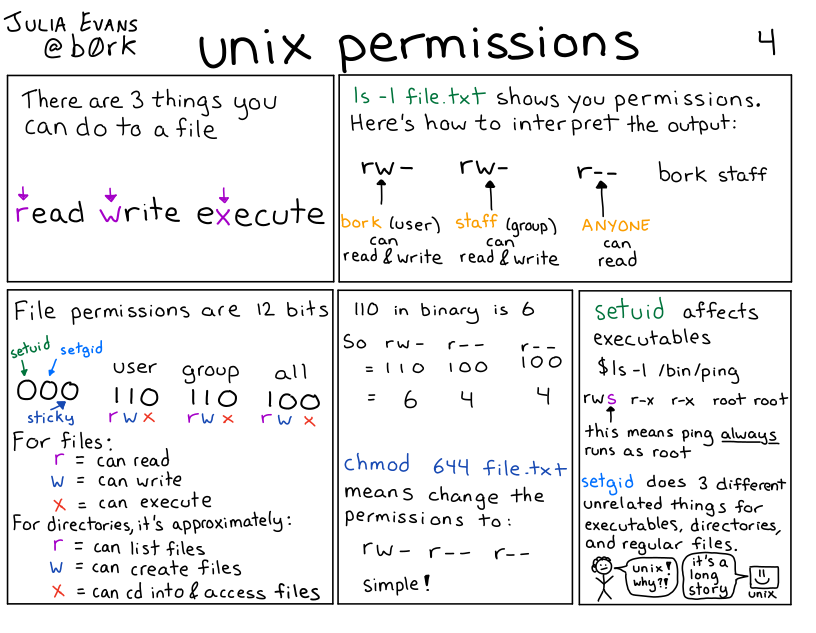 JULIA EVANS
@b0rk
unix permissions
4
There are 3 things you
can do to a file
read write execute
ls -l file.txt shows you permissions.
Here's how to interpret the output:
rw- rw- r-- bork staff
bork (user) staff (group) ANYONE
can can can
read & write read & write read
File permissions are 12 bits
setuid setgid
user group all
000 110 110 100
sticky rwx rwx rwx
For files:
r = can read
w = can write
x = can execute
For directories, it's approximately:
r = can list files
w = can create files
x = can cd into & access files
110 in binary is 6
So rw- r-- r--
= 110 100 100
= 6 4 4
chmod 644 file.txt
means change the
permissions to:
rw- r-- r--
simple!
setuid affects
executables
$ls -l /bin/ping
rws r-x r-x root root
this means ping always
runs as root
setgid does 3 different
unrelated things for
executables, directories,
and regular files.
unix!
why?!
it's a
long
story
unix